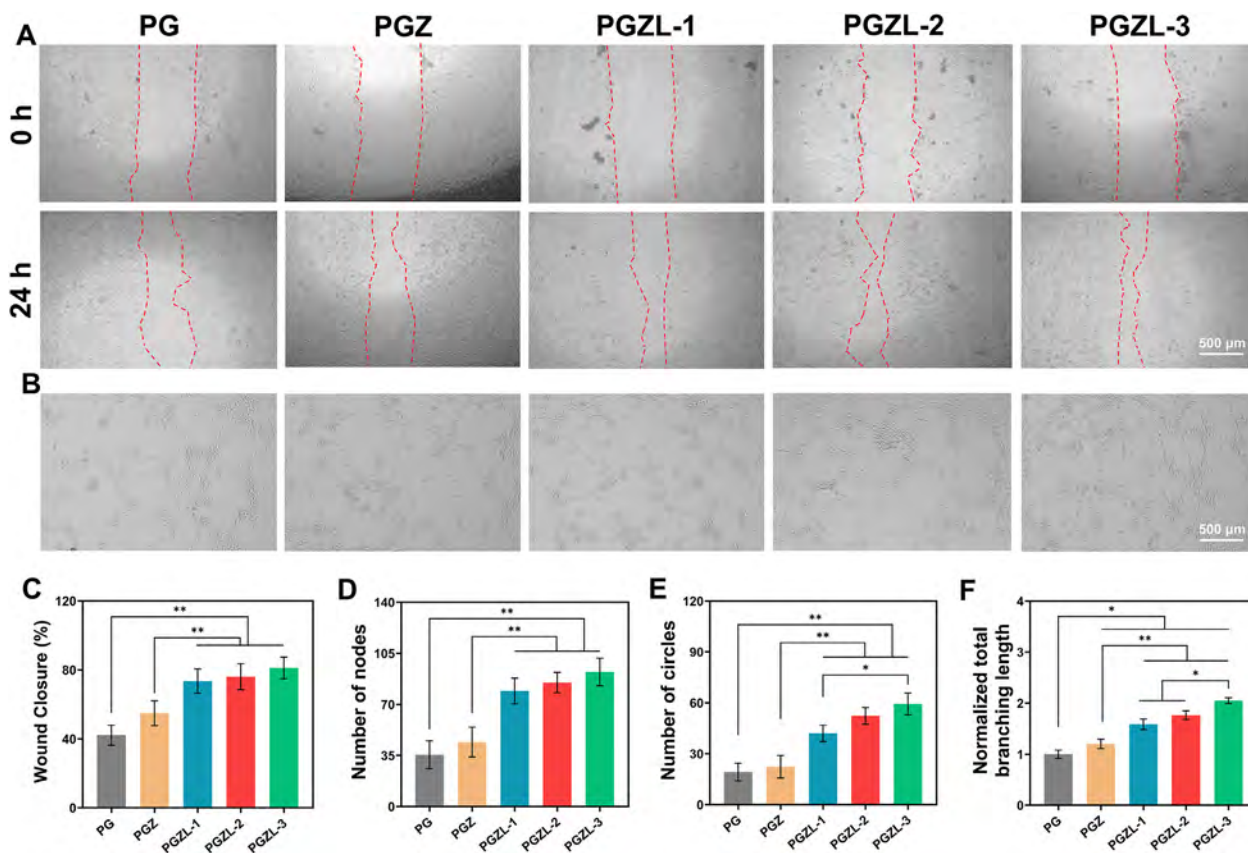 PG PGZ PGZL-1 PGZL-2 PGZL-3
A
0 h
24 h
500 μm
B
500 μm
C
Wound Closure (%)
120
80
40
0
**
**
PG PGZ PGZL-1 PGZL-2 PGZL-3
D
Number of nodes
140
105
70
35
0
**
**
PG PGZ PGZL-1 PGZL-2 PGZL-3
E
Number of circles
120
90
60
30
0
**
**
*
PG PGZ PGZL-1 PGZL-2 PGZL-3
F
Normalized total
branching length
4
3
2
1
0
*
**
*
PG PGZ PGZL-1 PGZL-2 PGZL-3